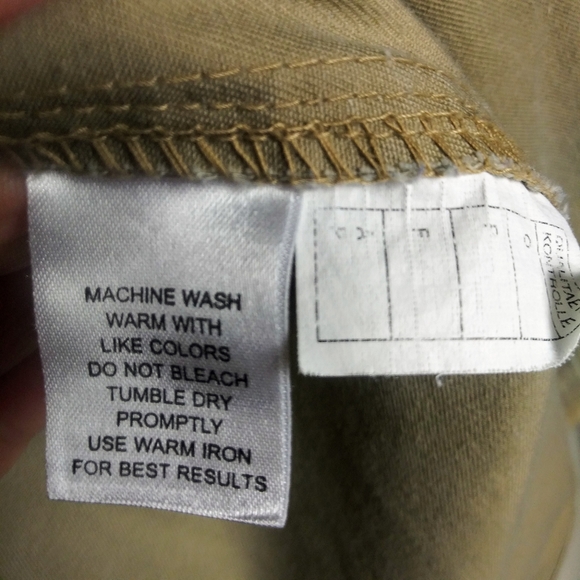 MACHINE WASH
WARM WITH
LIKE COLORS
DO NOT BLEACH
TUMBLE DRY
PROMPTLY
USE WARM IRON
FOR BEST RESULTS
KONTROLLE